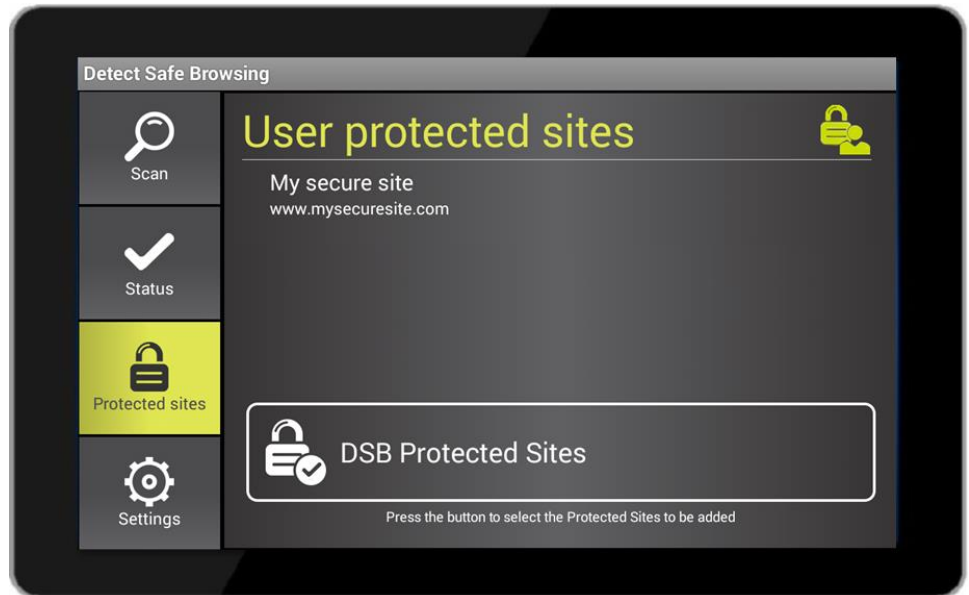 Detect Safe Browsing
Scan
Status
Protected sites
Settings
User protected sites
My secure site
www.mysecuresite.com
DSB Protected Sites
Press the button to select the Protected Sites to be added